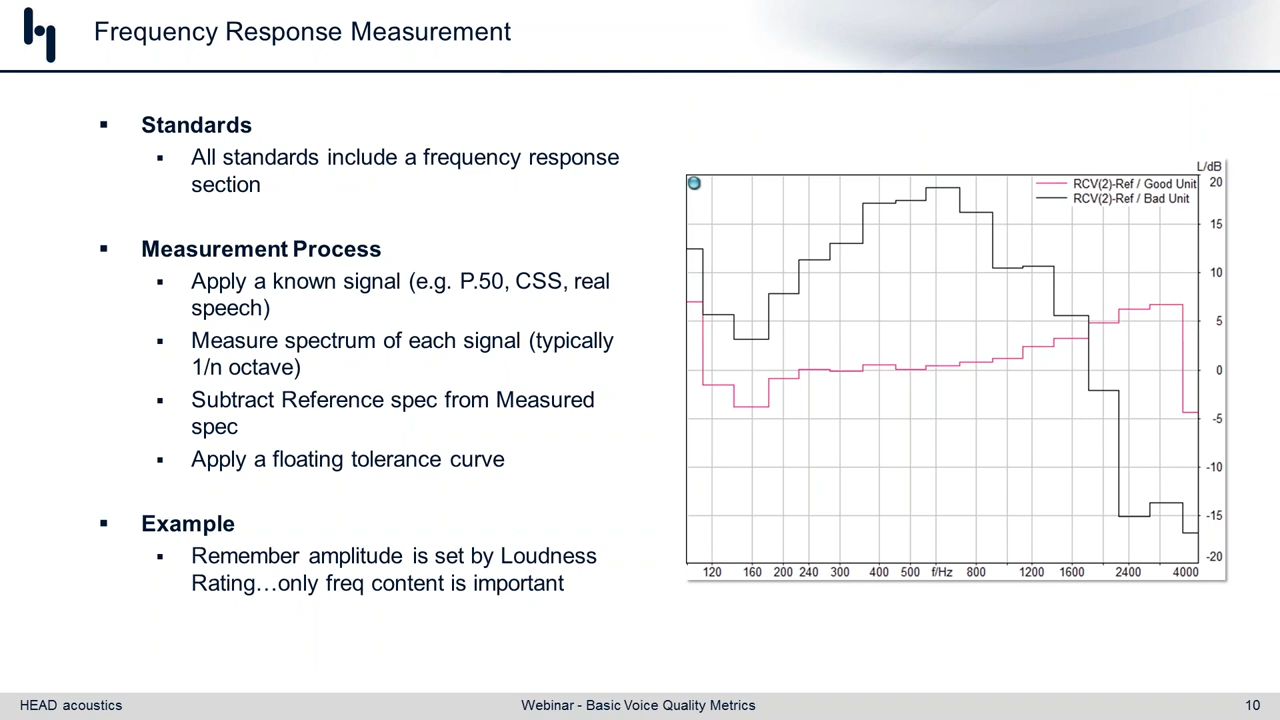 Frequency Response Measurement
Standards
All standards include a frequency response
section
Measurement Process
Apply a known signal (e.g. P.50, CSS, real
speech)
Measure spectrum of each signal (typically
1/n octave)
Subtract Reference spec from Measured
spec
Apply a floating tolerance curve
Example
Remember amplitude is set by Loudness
Rating…only freq content is important
L/dB
RCV(2)-Ref / Good Unit
RCV(2)-Ref / Bad Unit
20
15
10
5
0
-5
-10
-15
-20
120 160 200 240 300 400 500 f/Hz 800 1200 1600 2400 4000
HEAD acoustics Webinar - Basic Voice Quality Metrics 10